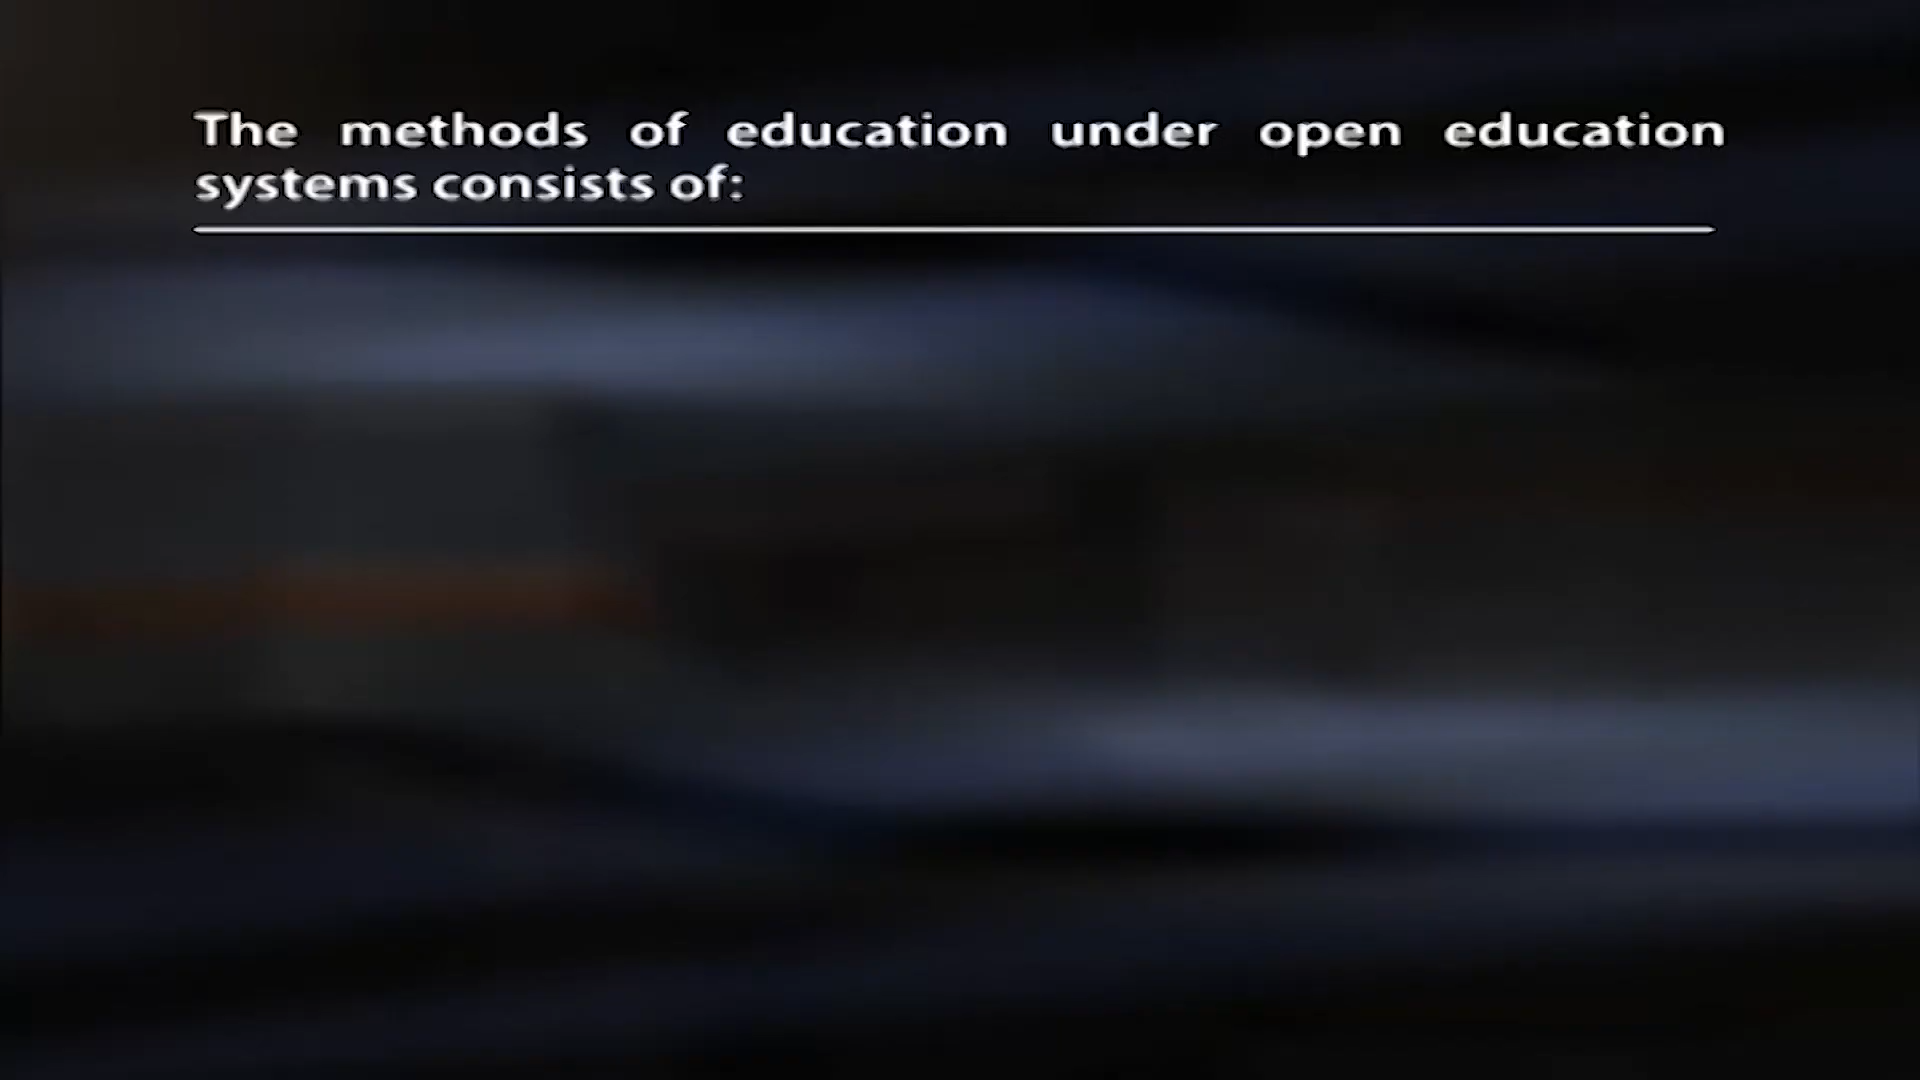 The methods of education under open education
systems consists of: